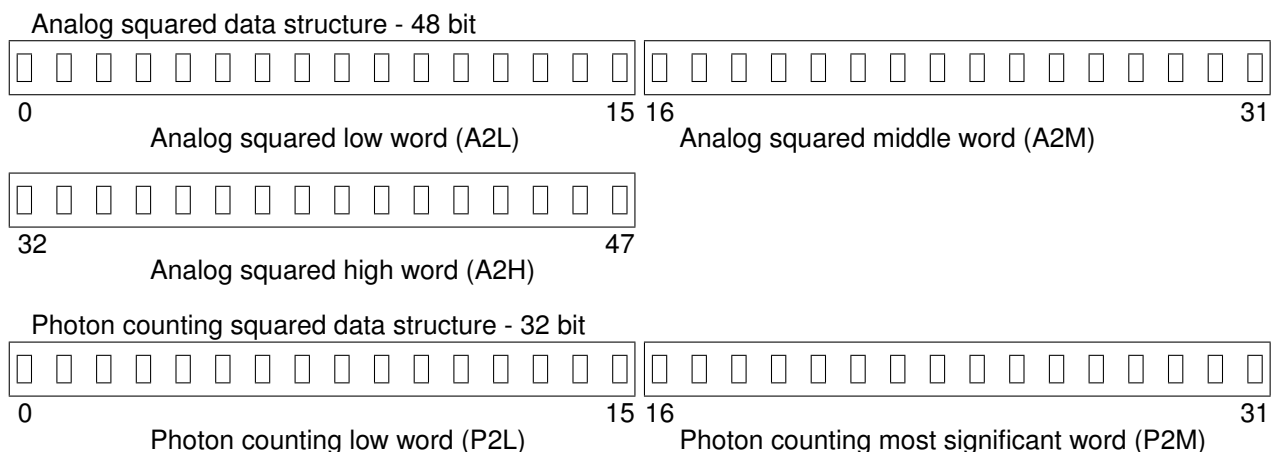 Analog squared data structure - 48 bit
0 15 16 31
Analog squared low word (A2L) Analog squared middle word (A2M)
32 47
Analog squared high word (A2H)
Photon counting squared data structure - 32 bit
0 15 16 31
Photon counting low word (P2L) Photon counting most significant word (P2M)